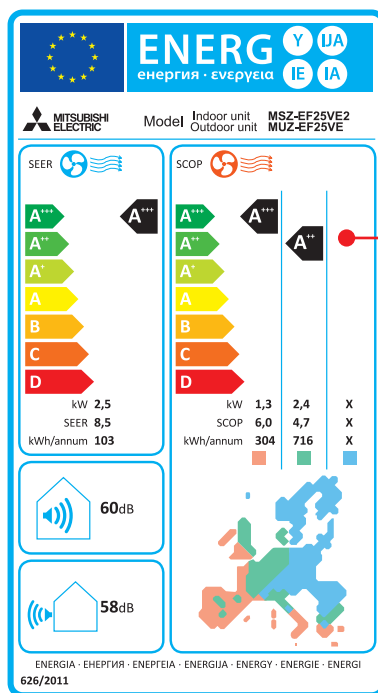 ENERG Y IJA
енергия · ενεργεια IE IA
MITSUBISHI
ELECTRIC
Model Indoor unit MSZ-EF25VE2
Outdoor unit MUZ-EF25VE
SEER
A+++ A+++
A++
A+
A
B
C
D
kW 2,5
SEER 8,5
kWh/annum 103
SCOP
A+++ A+++
A++ A++
A+
A
B
C
D
kW 1,3 2,4 X
SCOP 6,0 4,7 X
kWh/annum 304 716 X
60dB
58dB
ENERGIA · ЕНЕРГИЯ · ΕΝΕΡΓΕΙΑ · ENERGIJA · ENERGY · ENERGIE · ENERGI
626/2011